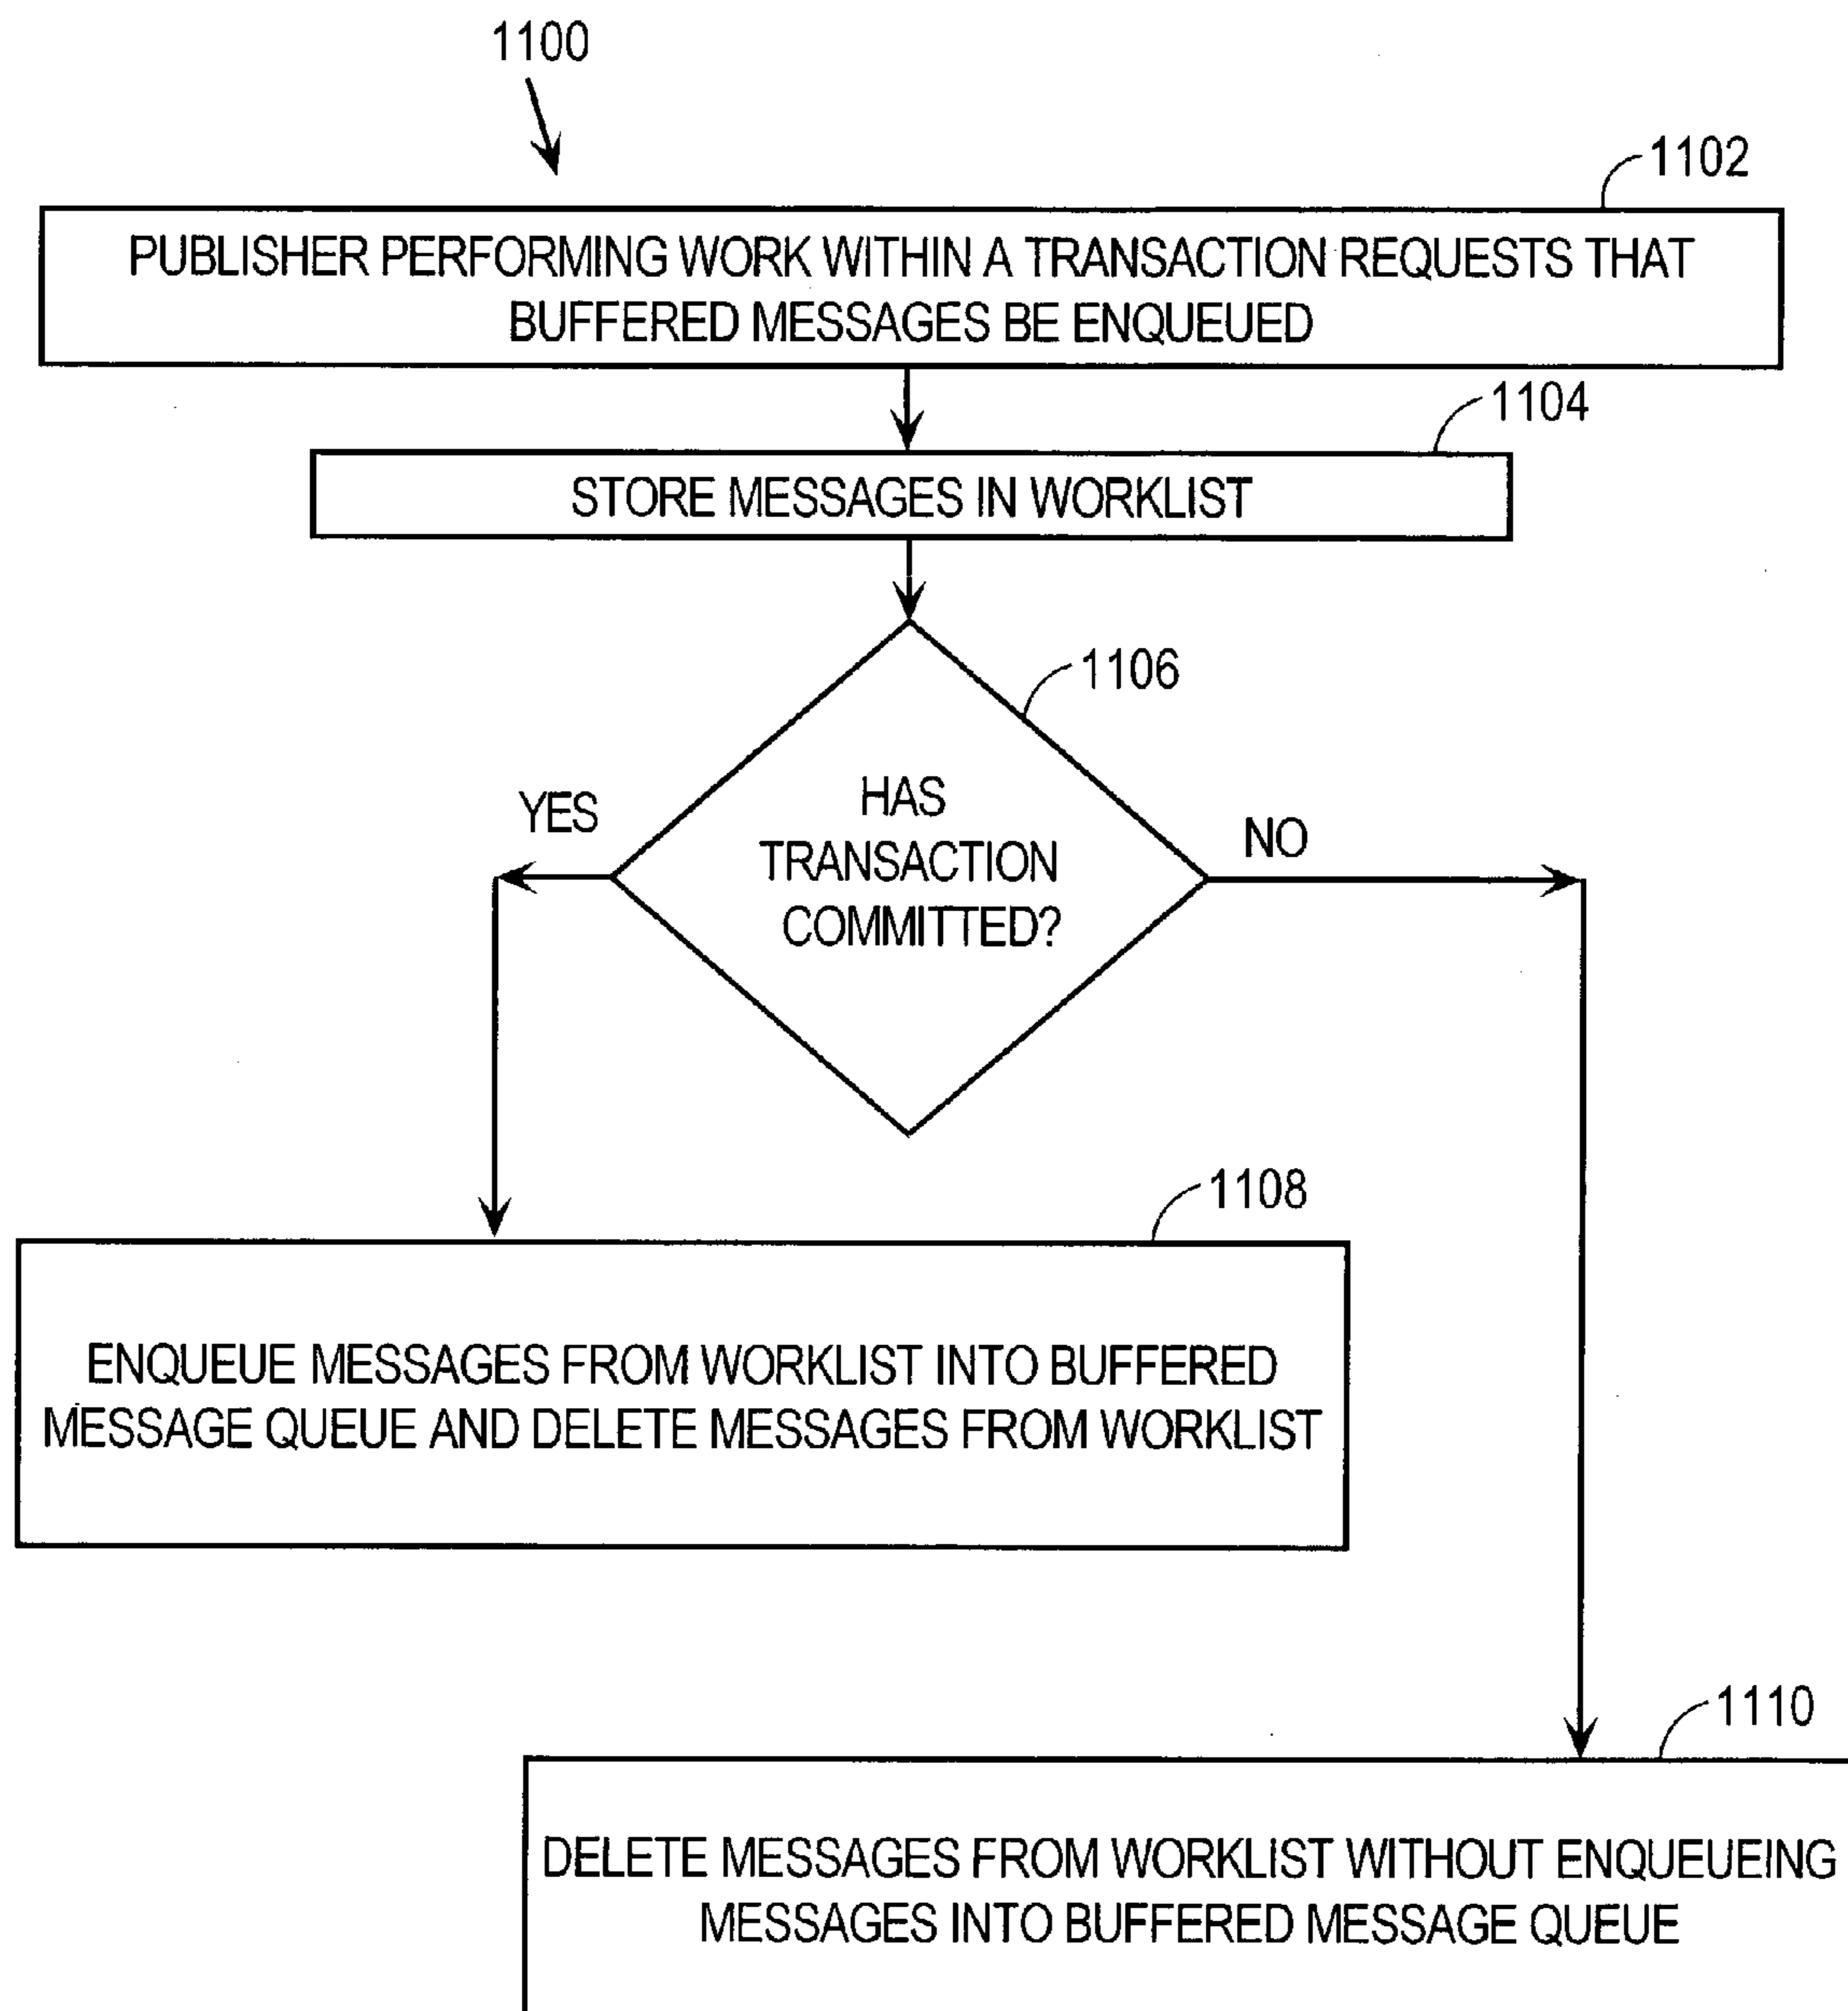 1100
1102
PUBLISHER PERFORMING WORK WITHIN A TRANSACTION REQUESTS THAT
BUFFERED MESSAGES BE ENQUEUED
1104
STORE MESSAGES IN WORKLIST
1106
HAS
TRANSACTION
COMMITTED?
YES
NO
1108
ENQUEUE MESSAGES FROM WORKLIST INTO BUFFERED
MESSAGE QUEUE AND DELETE MESSAGES FROM WORKLIST
1110
DELETE MESSAGES FROM WORKLIST WITHOUT ENQUEUEING
MESSAGES INTO BUFFERED MESSAGE QUEUE